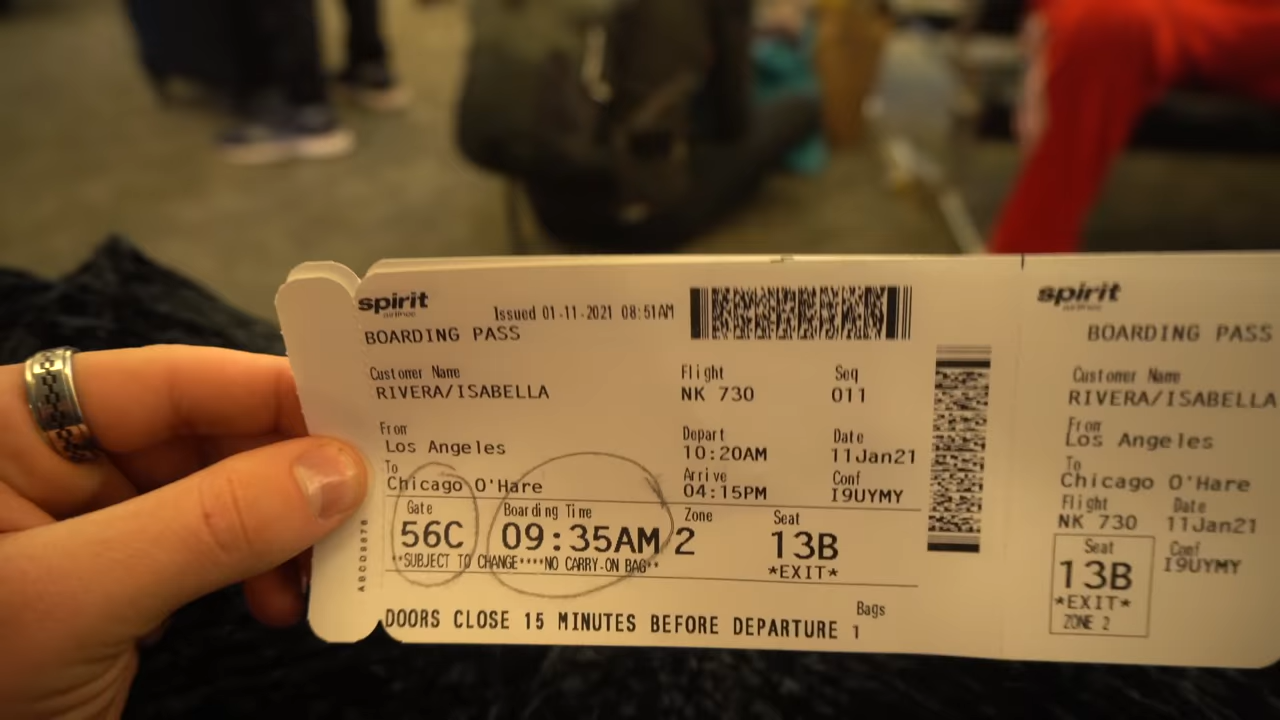 spirit
airlines
Issued 01-11-2021 08:51AM
BOARDING PASS
Customer Name
RIVERA/ISABELLA
Flight Seq
NK 730 011
From
Los Angeles
Depart Date
10:20AM 11Jan21
To
Chicago O'Hare
Arrive Conf
04:15PM I9UYMY
Gate Boarding Time Zone Seat
56C 09:35AM 2 13B
**SUBJECT TO CHANGE****NO CARRY-ON BAG** *EXIT*
Bags
DOORS CLOSE 15 MINUTES BEFORE DEPARTURE 1
spirit
airlines
BOARDING PASS
Customer Name
RIVERA/ISABELLA
From
Los Angeles
To
Chicago O'Hare
Flight Date
NK 730 11Jan21
Seat Conf
13B I9UYMY
*EXIT*
ZONE 2